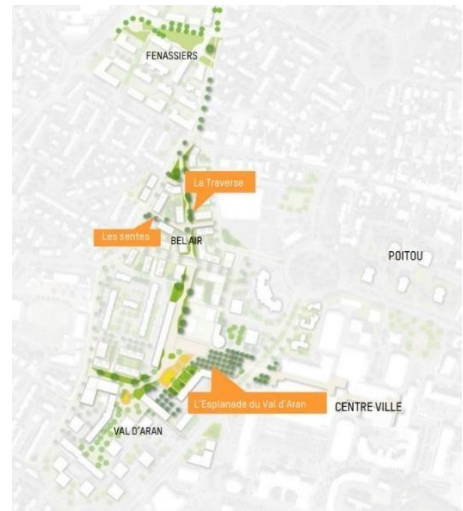 FENASSIERS
La Traverse
Les sentes
BEL AIR
POITOU
L'Esplanade du Val d'Aran
CENTRE VILLE
VAL D'ARAN